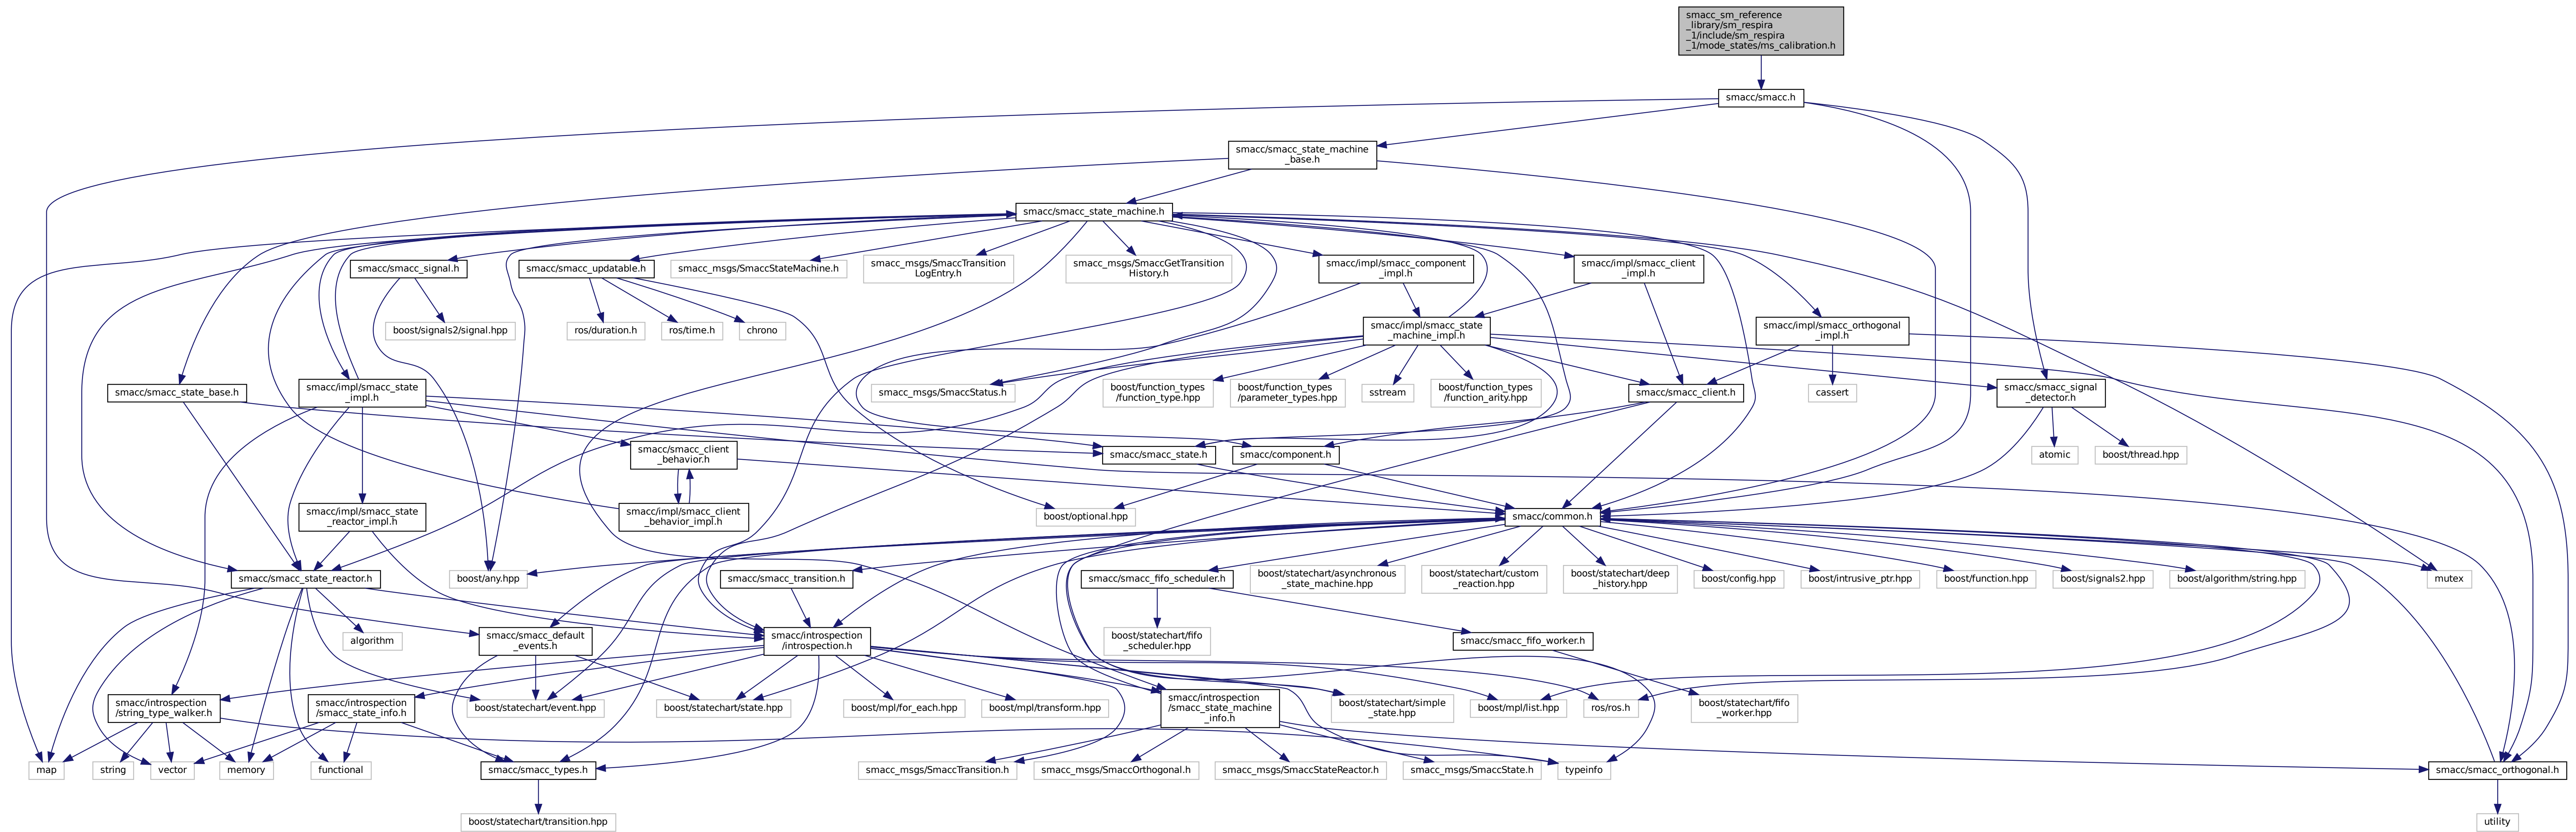 smacc_sm_reference
_library/sm_respira
_1/include/sm_respira
_1/mode_states/ms_calibration.h
smacc/smacc.h
smacc/smacc_state_machine
_base.h
smacc/smacc_state_machine.h
smacc/smacc_signal.h
smacc/smacc_updatable.h
smacc_msgs/SmaccStateMachine.h
smacc_msgs/SmaccTransition
LogEntry.h
smacc_msgs/SmaccGetTransition
History.h
smacc/impl/smacc_component
_impl.h
smacc/impl/smacc_client
_impl.h
boost/signals2/signal.hpp
ros/duration.h
ros/time.h
chrono
smacc/impl/smacc_state
_machine_impl.h
smacc/impl/smacc_orthogonal
_impl.h
smacc/smacc_state_base.h
smacc/impl/smacc_state
_impl.h
smacc_msgs/SmaccStatus.h
boost/function_types
/function_type.hpp
boost/function_types
/parameter_types.hpp
sstream
boost/function_types
/function_arity.hpp
smacc/smacc_client.h
cassert
smacc/smacc_signal
_detector.h
smacc/smacc_client
_behavior.h
smacc/smacc_state.h
smacc/component.h
atomic
boost/thread.hpp
smacc/impl/smacc_state
_reactor_impl.h
smacc/impl/smacc_client
_behavior_impl.h
boost/optional.hpp
smacc/common.h
smacc/smacc_state_reactor.h
boost/any.hpp
smacc/smacc_transition.h
smacc/smacc_fifo_scheduler.h
boost/statechart/asynchronous
_state_machine.hpp
boost/statechart/custom
_reaction.hpp
boost/statechart/deep
_history.hpp
boost/config.hpp
boost/intrusive_ptr.hpp
boost/function.hpp
boost/signals2.hpp
boost/algorithm/string.hpp
mutex
algorithm
smacc/smacc_default
_events.h
smacc/introspection
/introspection.h
boost/statechart/fifo
_scheduler.hpp
smacc/smacc_fifo_worker.h
smacc/introspection
/string_type_walker.h
smacc/introspection
/smacc_state_info.h
boost/statechart/event.hpp
boost/statechart/state.hpp
boost/mpl/for_each.hpp
boost/mpl/transform.hpp
smacc/introspection
/smacc_state_machine
_info.h
boost/statechart/simple
_state.hpp
boost/mpl/list.hpp
ros/ros.h
boost/statechart/fifo
_worker.hpp
map
string
vector
memory
functional
smacc/smacc_types.h
smacc_msgs/SmaccTransition.h
smacc_msgs/SmaccOrthogonal.h
smacc_msgs/SmaccStateReactor.h
smacc_msgs/SmaccState.h
typeinfo
smacc/smacc_orthogonal.h
boost/statechart/transition.hpp
utility